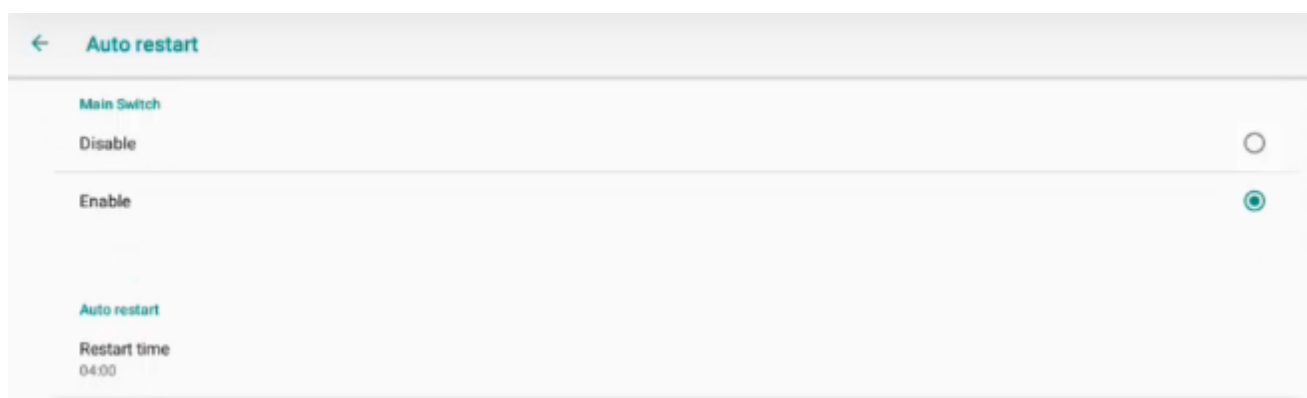 Auto restart
Main Switch
Disable
Enable
Auto restart
Restart time
04:00